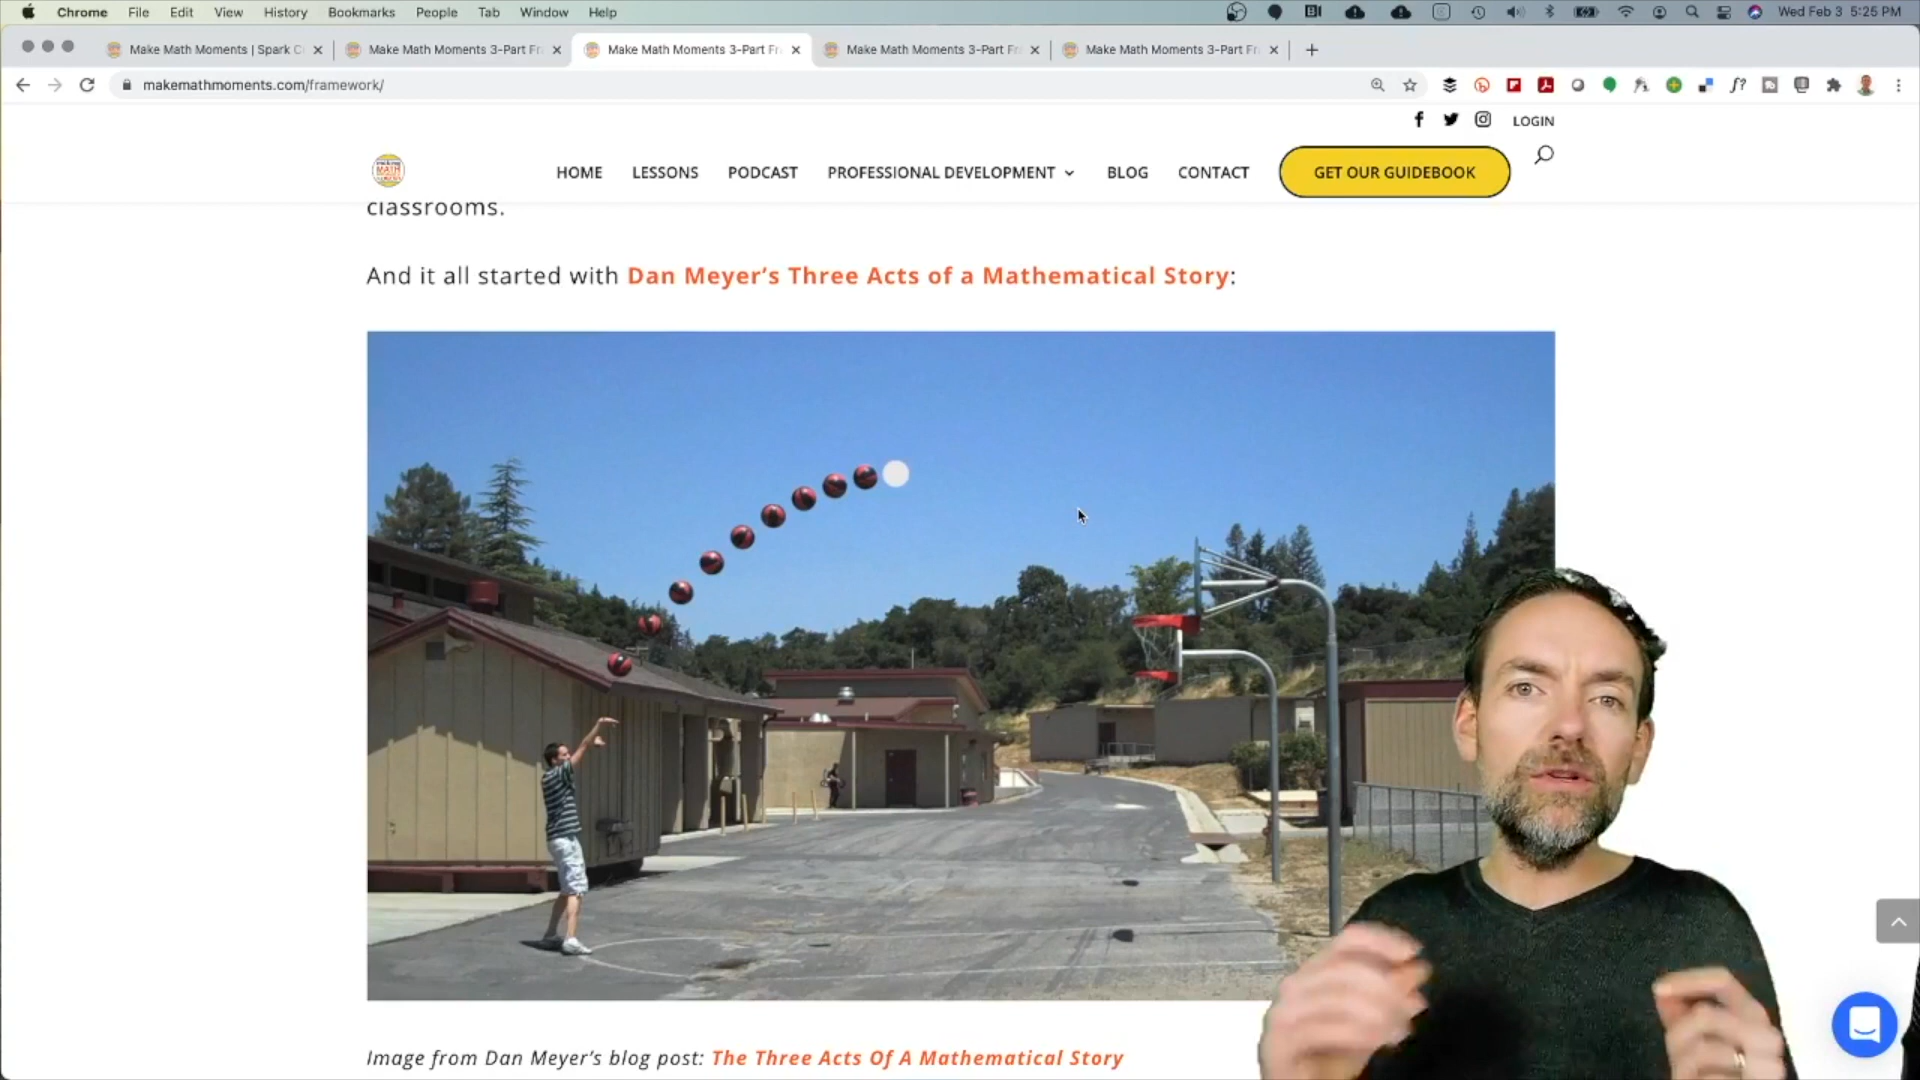 Chrome File Edit View History Bookmarks People Tab Window Help Wed Feb 3 5:25 PM
Make Math Moments | Spark C Make Math Moments 3-Part Fr Make Math Moments 3-Part Fr Make Math Moments 3-Part Fr Make Math Moments 3-Part Fr
makemathmoments.com/framework/
LOGIN
HOME LESSONS PODCAST PROFESSIONAL DEVELOPMENT BLOG CONTACT GET OUR GUIDEBOOK
classrooms.
And it all started with Dan Meyer's Three Acts of a Mathematical Story:
Image from Dan Meyer's blog post: The Three Acts Of A Mathematical Story